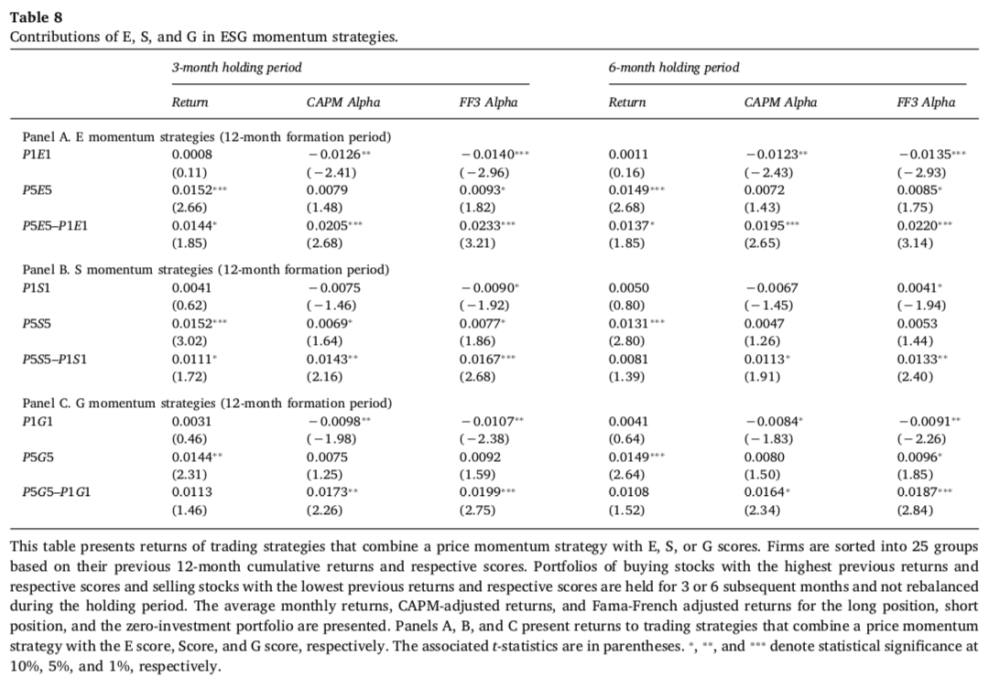 Table 8
Contributions of E, S, and G in ESG momentum strategies.
3-month holding period 6-month holding period
Return CAPM Alpha FF3 Alpha Return CAPM Alpha FF3 Alpha
Panel A. E momentum strategies (12-month formation period)
P1E1 0.0008 −0.0126** −0.0140*** 0.0011 −0.0123** −0.0135***
(0.11) (−2.41) (−2.96) (0.16) (−2.43) (−2.93)
P5E5 0.0152*** 0.0079 0.0093* 0.0149*** 0.0072 0.0085*
(2.66) (1.48) (1.82) (2.68) (1.43) (1.75)
P5E5–P1E1 0.0144* 0.0205*** 0.0233*** 0.0137* 0.0195*** 0.0220***
(1.85) (2.68) (3.21) (1.85) (2.65) (3.14)
Panel B. S momentum strategies (12-month formation period)
P1S1 0.0041 −0.0075 −0.0090* 0.0050 −0.0067 0.0041*
(0.62) (−1.46) (−1.92) (0.80) (−1.45) (−1.94)
P5S5 0.0152*** 0.0069* 0.0077* 0.0131*** 0.0047 0.0053
(3.02) (1.64) (1.86) (2.80) (1.26) (1.44)
P5S5–P1S1 0.0111* 0.0143** 0.0167*** 0.0081 0.0113* 0.0133**
(1.72) (2.16) (2.68) (1.39) (1.91) (2.40)
Panel C. G momentum strategies (12-month formation period)
P1G1 0.0031 −0.0098** −0.0107** 0.0041 −0.0084* −0.0091**
(0.46) (−1.98) (−2.38) (0.64) (−1.83) (−2.26)
P5G5 0.0144** 0.0075 0.0092 0.0149*** 0.0080 0.0096*
(2.31) (1.25) (1.59) (2.64) (1.50) (1.85)
P5G5–P1G1 0.0113 0.0173** 0.0199*** 0.0108 0.0164* 0.0187***
(1.46) (2.26) (2.75) (1.52) (2.34) (2.84)
This table presents returns of trading strategies that combine a price momentum strategy with E, S, or G scores. Firms are sorted into 25 groups
based on their previous 12-month cumulative returns and respective scores. Portfolios of buying stocks with the highest previous returns and
respective scores and selling stocks with the lowest previous returns and respective scores are held for 3 or 6 subsequent months and not rebalanced
during the holding period. The average monthly returns, CAPM-adjusted returns, and Fama-French adjusted returns for the long position, short
position, and the zero-investment portfolio are presented. Panels A, B, and C present returns to trading strategies that combine a price momentum
strategy with the E score, Score, and G score, respectively. The associated t-statistics are in parentheses. *, **, and *** denote statistical significance at
10%, 5%, and 1%, respectively.